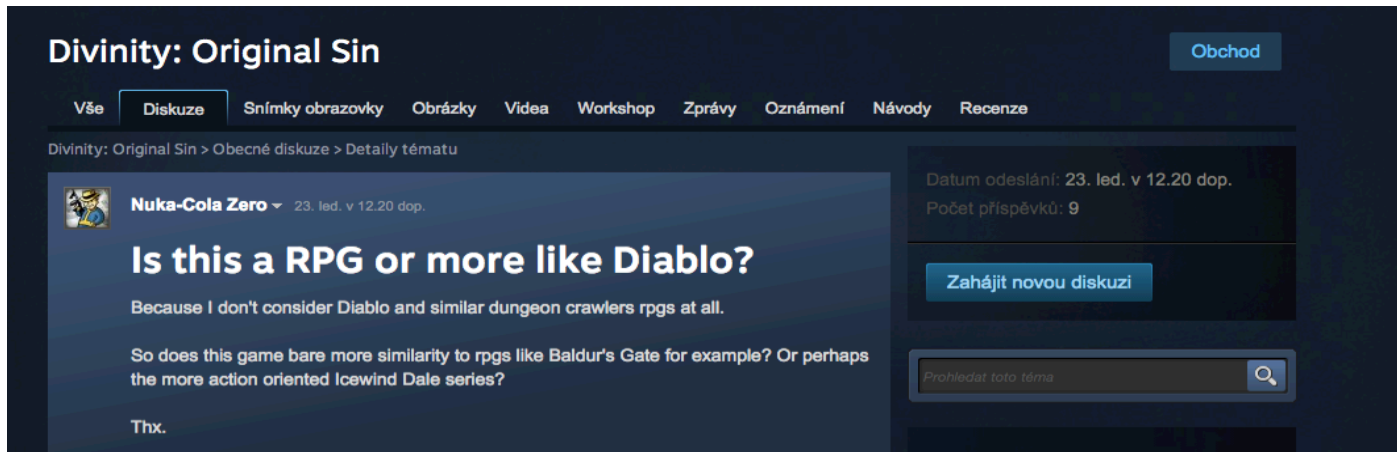 Divinity: Original Sin
Obchod
Vše Diskuze Snímky obrazovky Obrázky Videa Workshop Zprávy Oznámení Návody Recenze
Divinity: Original Sin > Obecné diskuze > Detaily tématu
Nuka-Cola Zero 23. led. v 12.20 dop.
Is this a RPG or more like Diablo?
Because I don't consider Diablo and similar dungeon crawlers rpgs at all.
So does this game bare more similarity to rpgs like Baldur's Gate for example? Or perhaps
the more action oriented Icewind Dale series?
Thx.
Datum odeslání: 23. led. v 12.20 dop.
Počet příspěvků: 9
Zahájit novou diskuzi
Prohledat toto téma